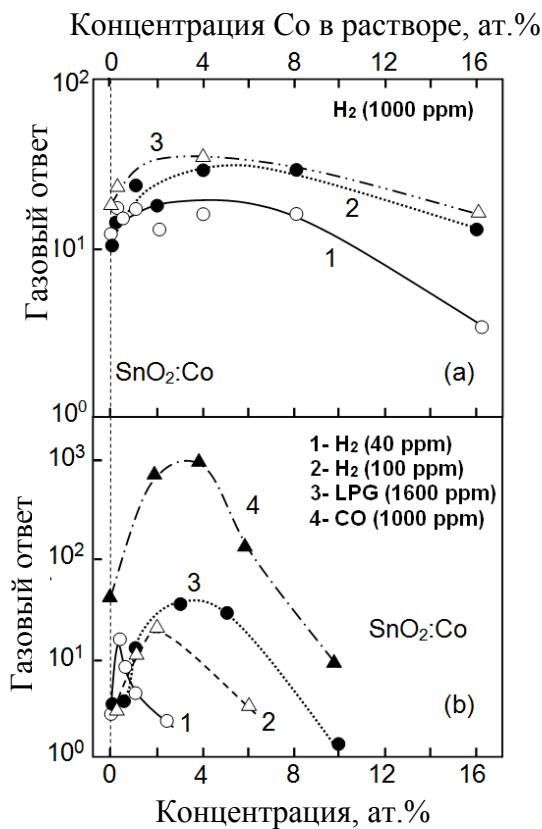 Концентрация Co в растворе, ат.%
0 4 8 12 16
10²
H₂ (1000 ppm)
3
2
Газовый ответ
10¹
1
SnO₂:Co
(a)
10⁰
1- H₂ (40 ppm)
10³
2- H₂ (100 ppm)
3- LPG (1600 ppm)
4
4- CO (1000 ppm)
10²
Газовый ответ
3
SnO₂:Co
10¹
1
2
(b)
10⁰
0 4 8 12 16
Концентрация, ат.%